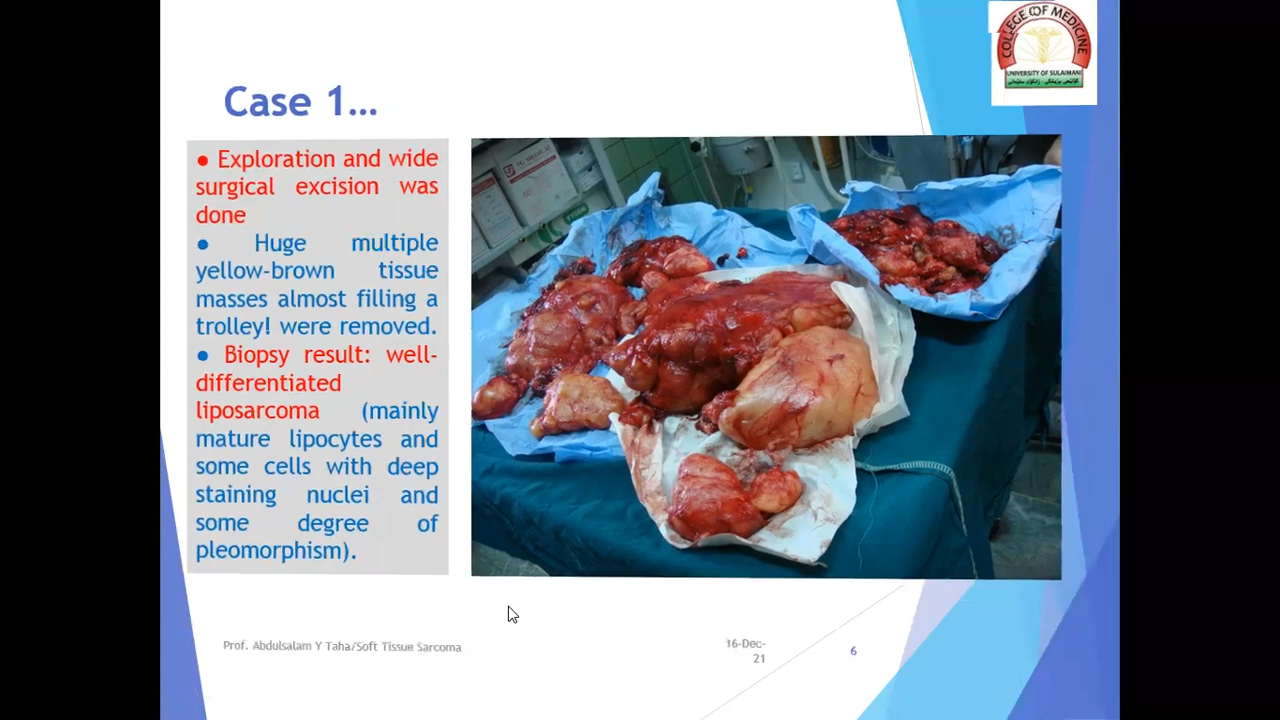 COLLEGE OF MEDICINE
UNIVERSITY OF SULAIMANI
Case 1...
● Exploration and wide
surgical excision was
done
● Huge multiple
yellow-brown tissue
masses almost filling a
trolley! were removed.
● Biopsy result: well-
differentiated
liposarcoma (mainly
mature lipocytes and
some cells with deep
staining nuclei and
some degree of
pleomorphism).
Prof. Abdulsalam Y Taha/Soft Tissue Sarcoma
16-Dec-
21
6